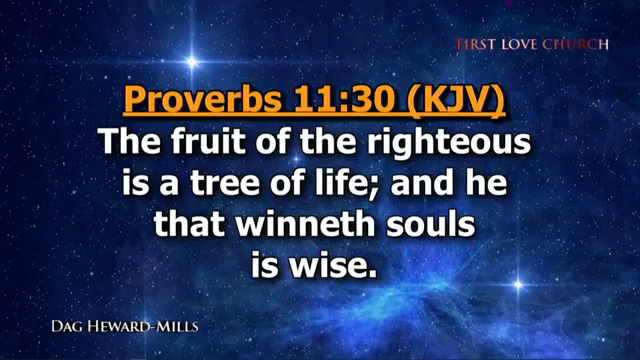 FIRST LOVE CHURCH
Proverbs 11:30 (KJV)
The fruit of the righteous
is a tree of life; and he
that winneth souls
is wise.
DAG HEWARD-MILLS